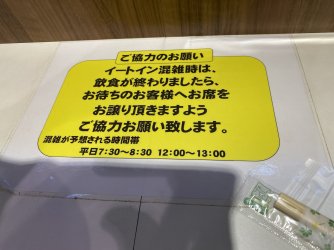 ご協力のお願い
イートイン混雑時は、
飲食が終わりましたら、
お待ちのお客様へお席を
お譲り頂きますよう
ご協力お願い致します。
混雑が予想される時間帯
平日7:30~8:30 12:00~13:00